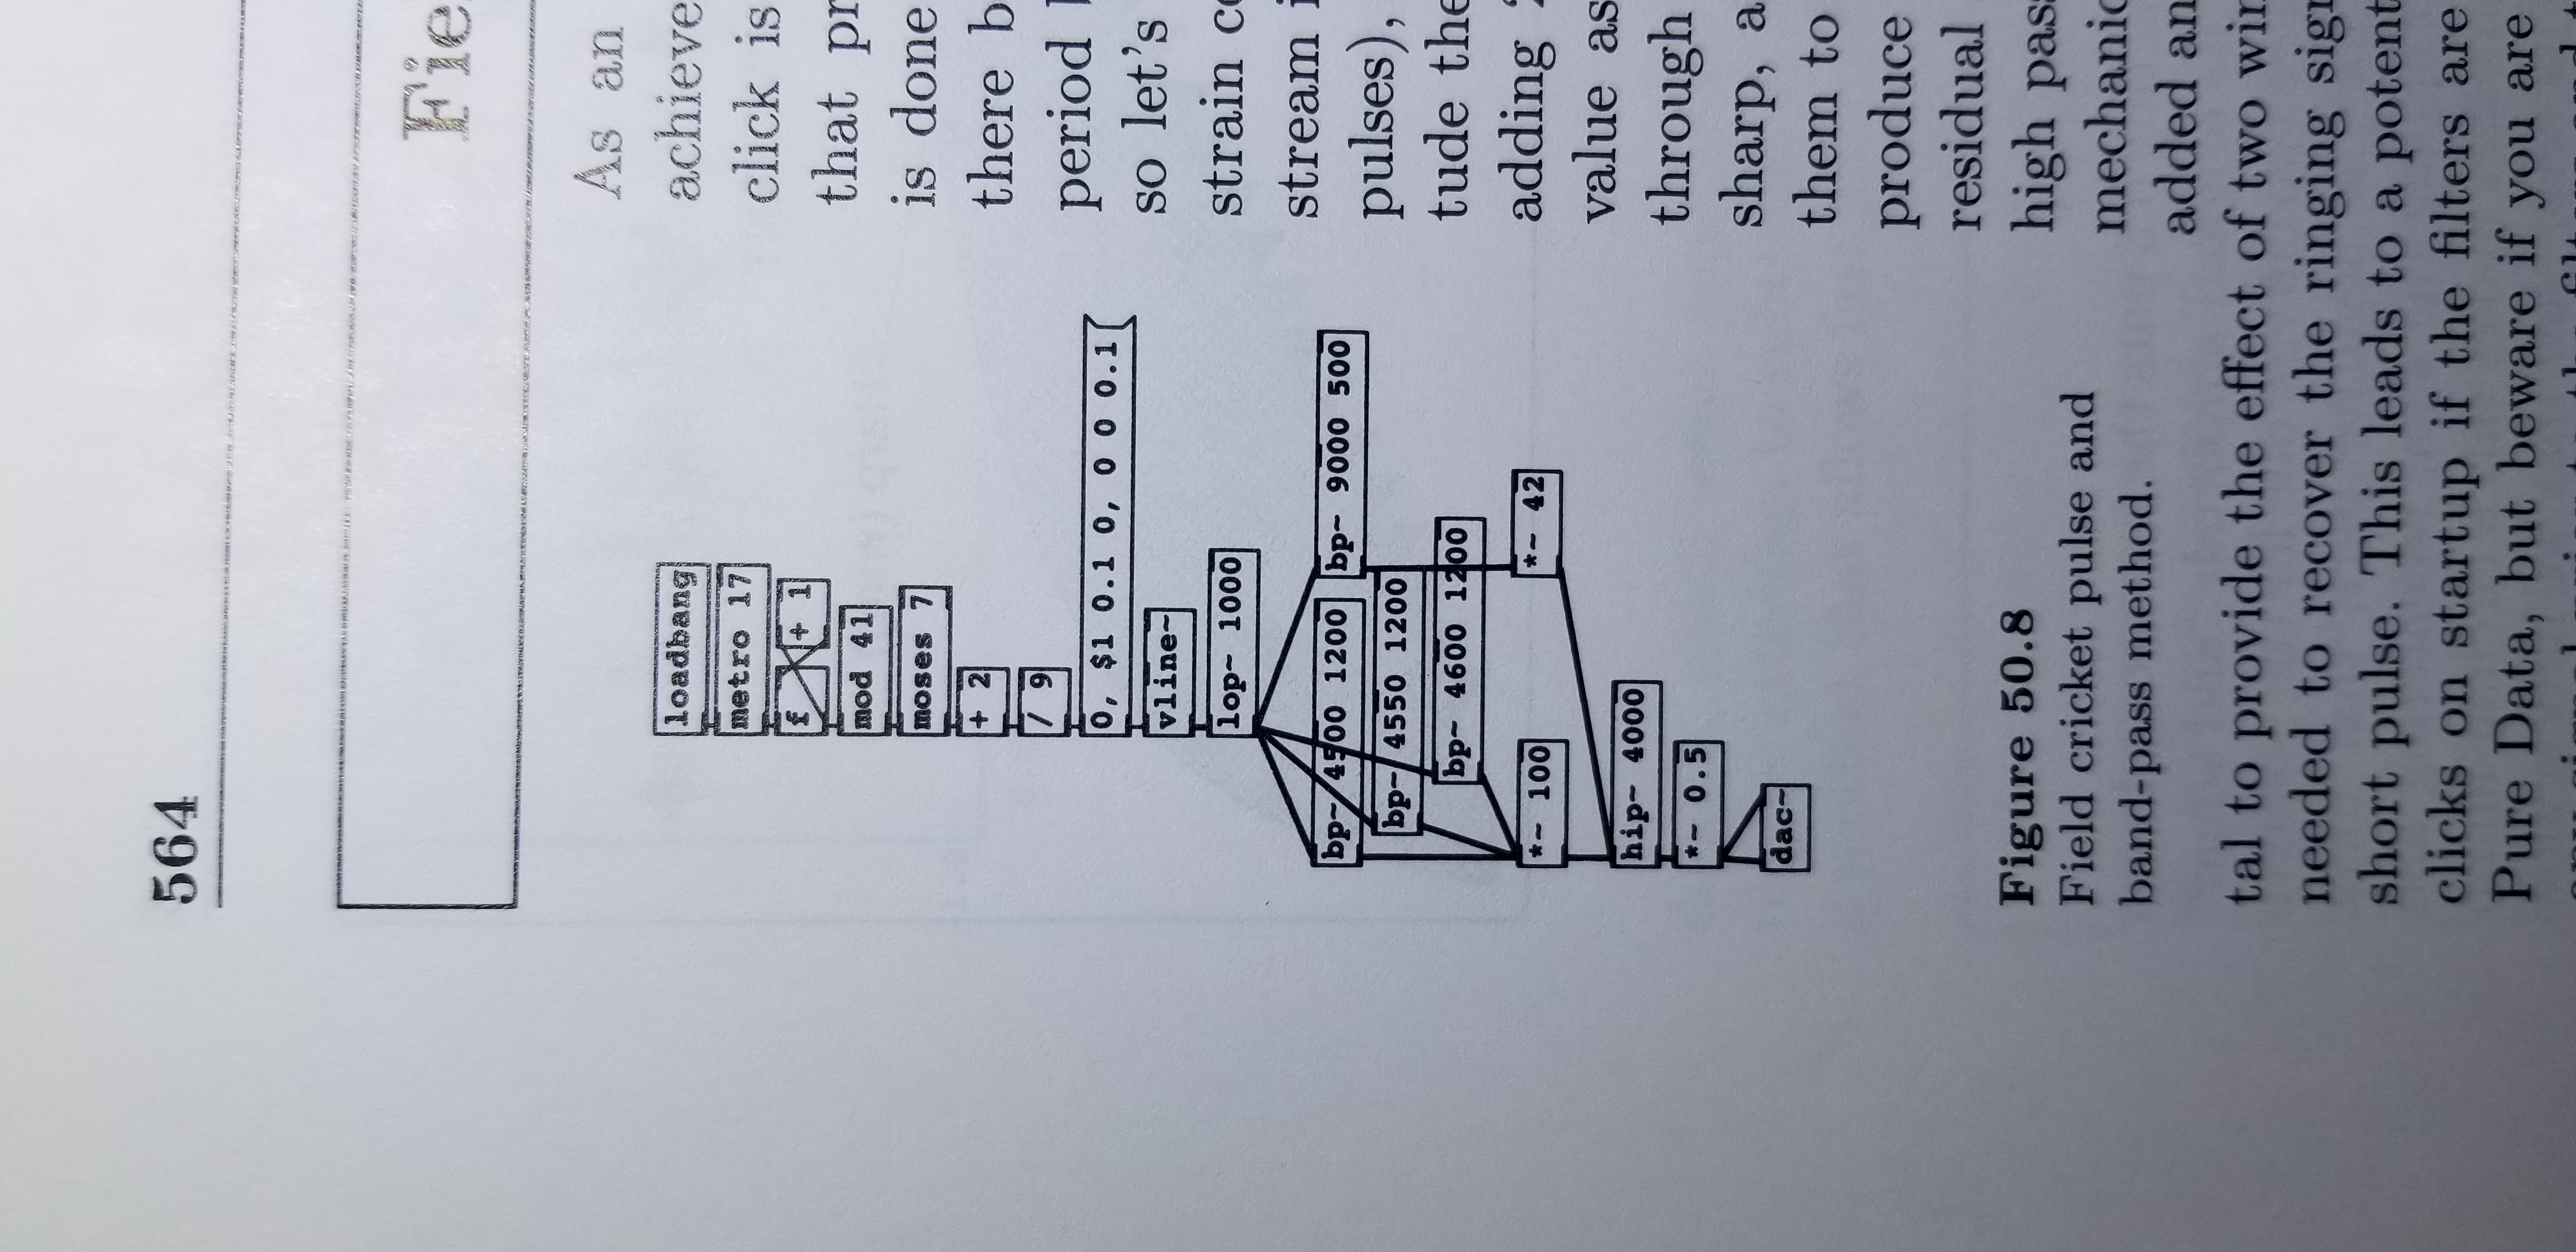 564
Fie
As an
achieve
click is
that pr
is done
there b
period
so let's
strain c
stream i
pulses),
tude the
adding
value as
through
sharp, a
them to
produce
residual
high pas
mechanic
added an
loadbang
metro 17
f + 1
mod 41
moses 7
+ 2
/ 9
0, $1 0.1 0, 0 0 0.1
vline~
lop~ 1000
bp~ 4500 1200 bp~ 9000 500
bp~ 4550 1200
bp~ 4600 1200
*~ 100 *~ 42
hip~ 4000
*~ 0.5
dac~
Figure 50.8
Field cricket pulse and
band-pass method.
tal to provide the effect of two win
needed to recover the ringing sign
short pulse. This leads to a potent
clicks on startup if the filters are
Pure Data, but beware if you are